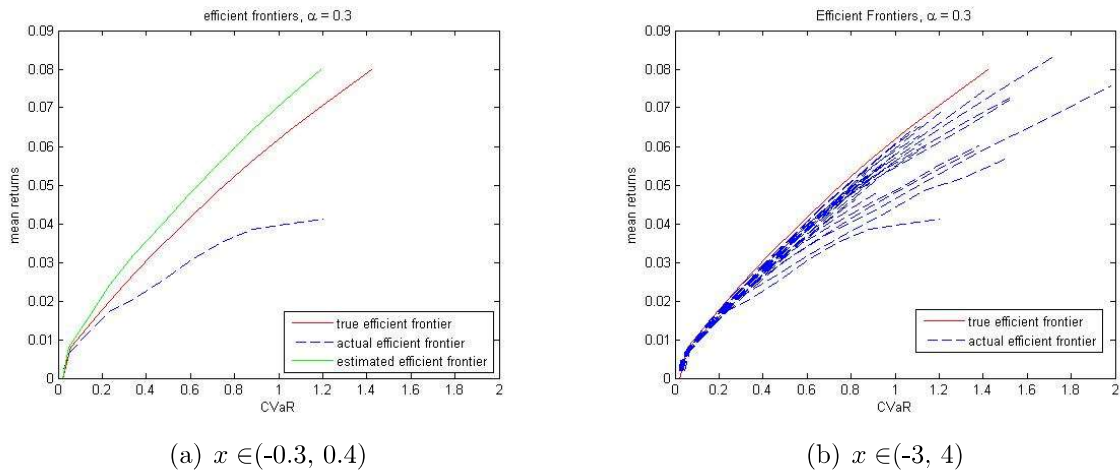 efficient frontiers, α = 0.3
0.09
0.08
0.07
0.06
0.05
0.04
0.03
0.02
0.01
0
mean returns
true efficient frontier
actual efficient frontier
estimated efficient frontier
0 0.2 0.4 0.6 0.8 1 1.2 1.4 1.6 1.8 2
CVaR
(a) x ∈(-0.3, 0.4)
Efficient Frontiers, α = 0.3
0.09
0.08
0.07
0.06
0.05
0.04
0.03
0.02
0.01
0
mean returns
true efficient frontier
actual efficient frontier
0 0.2 0.4 0.6 0.8 1 1.2 1.4 1.6 1.8 2
CVaR
(b) x ∈(-3, 4)